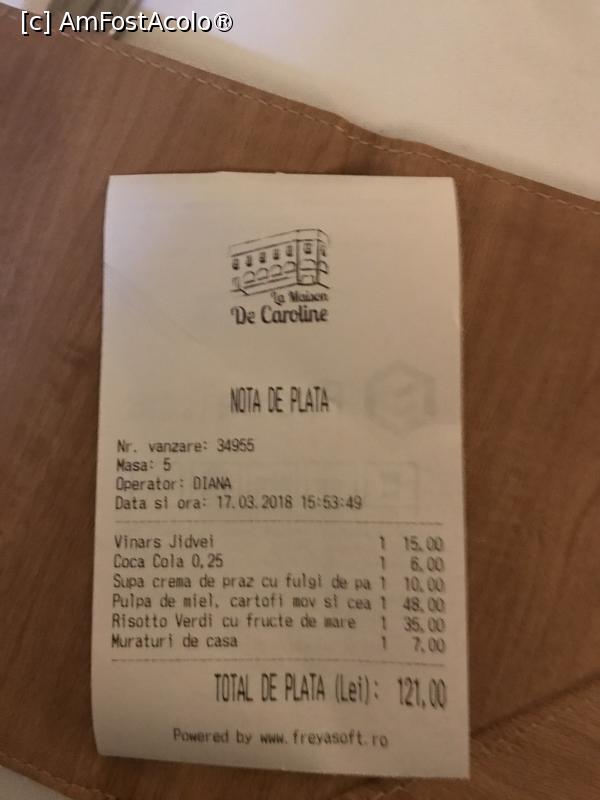 [c] AmFostAcolo®
La Maison
De Caroline
NOTA DE PLATA
Nr. vanzare: 34955
Masa: 5
Operator: DIANA
Data si ora: 17.03.2018 15:53:49
Vinars Jidvei 1 15,00
Coca Cola 0,25 1 6,00
Supa crema de praz cu fulgi de pa 1 10,00
Pulpa de miel, cartofi mov si cea 1 48,00
Risotto Verdi cu fructe de mare 1 35,00
Muraturi de casa 1 7,00
TOTAL DE PLATA (Lei): 121,00
Powered by www.freyasoft.ro